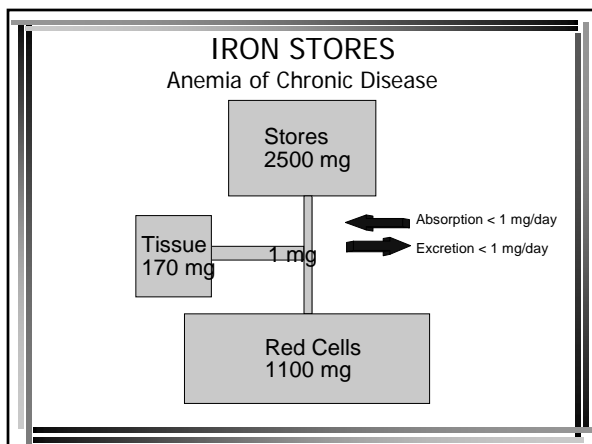 IRON STORES
Anemia of Chronic Disease
Stores
2500 mg
Absorption < 1 mg/day
Tissue
170 mg
1 mg
Excretion < 1 mg/day
Red Cells
1100 mg